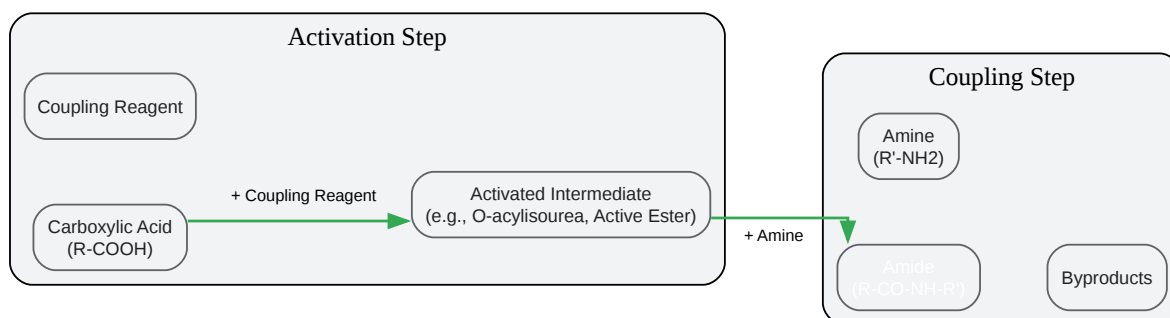 Activation Step
Coupling Reagent
Carboxylic Acid
(R-COOH)
+ Coupling Reagent
Activated Intermediate
(e.g., O-acylisourea, Active Ester)
+ Amine
Coupling Step
Amine
(R'-NH2)
Amide
(R-CO-NH-R')
Byproducts